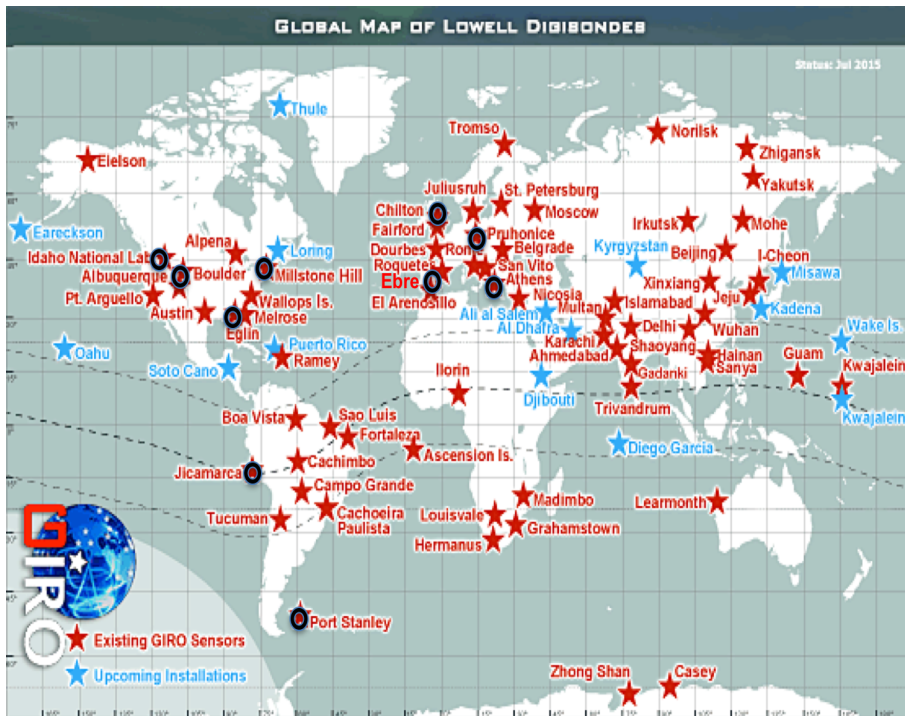 GLOBAL MAP OF LOWELL DIGISONDES
Status: Jul 2015
Thule
Tromso
Norilsk
Zhigansk
Eielson
Yakutsk
Juliusruh
St. Petersburg
Chilton
Moscow
Fairford
Pruhonice
Irkutsk
Mohe
Eareckson
Alpena
Loring
Dourbes
Rom
Belgrade
Kyrgyzstan
Beijing
I-Cheon
Idaho National Lab
Boulder
Millstone Hill
Roquetes
San Vito
Misawa
Albuquerque
Ebre
Athens
Xinxiang
Jeju
Pt. Arguello
Wallops Is.
El Arenosillo
Nicosia
Islamabad
Multan
Kadena
Austin
Melrose
Ali al Salem
Eglin
Al Dhafra
Karachi
Delhi
Wuhan
Wake Is.
Oahu
Puerto Rico
Ahmedabad
Shaoyang
Hainan
Guam
Soto Cano
Ramey
Ilorin
Gadanki
Sanya
Kwajalein
Djibouti
Trivandrum
Boa Vista
Sao Luis
Kwajalein
Fortaleza
Jicamarca
Cachimbo
Ascension Is.
Diego Garcia
Campo Grande
Madimbo
Learmonth
Tucuman
Cachoeira
Paulista
Louisvale
Grahamstown
Hermanus
GIRO
Port Stanley
Existing GIRO Sensors
Upcoming Installations
Zhong Shan
Casey